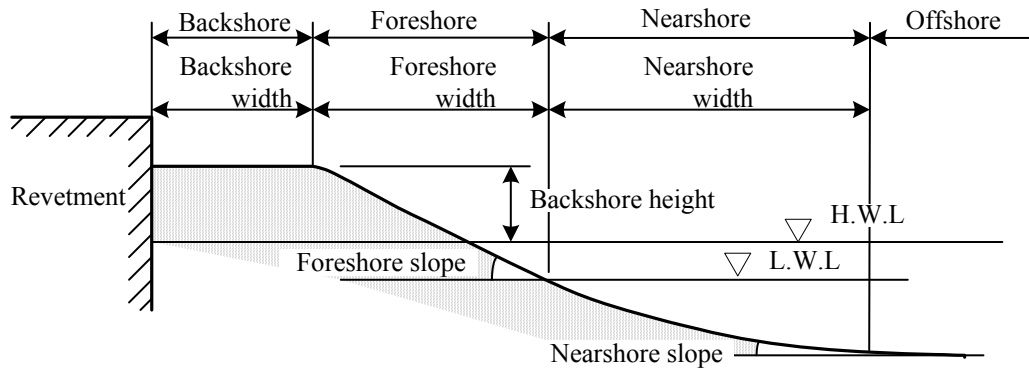 Backshore
Foreshore
Nearshore
Offshore
Backshore
width
Foreshore
width
Nearshore
width
Revetment
Backshore height
H.W.L
Foreshore slope
L.W.L
Nearshore slope